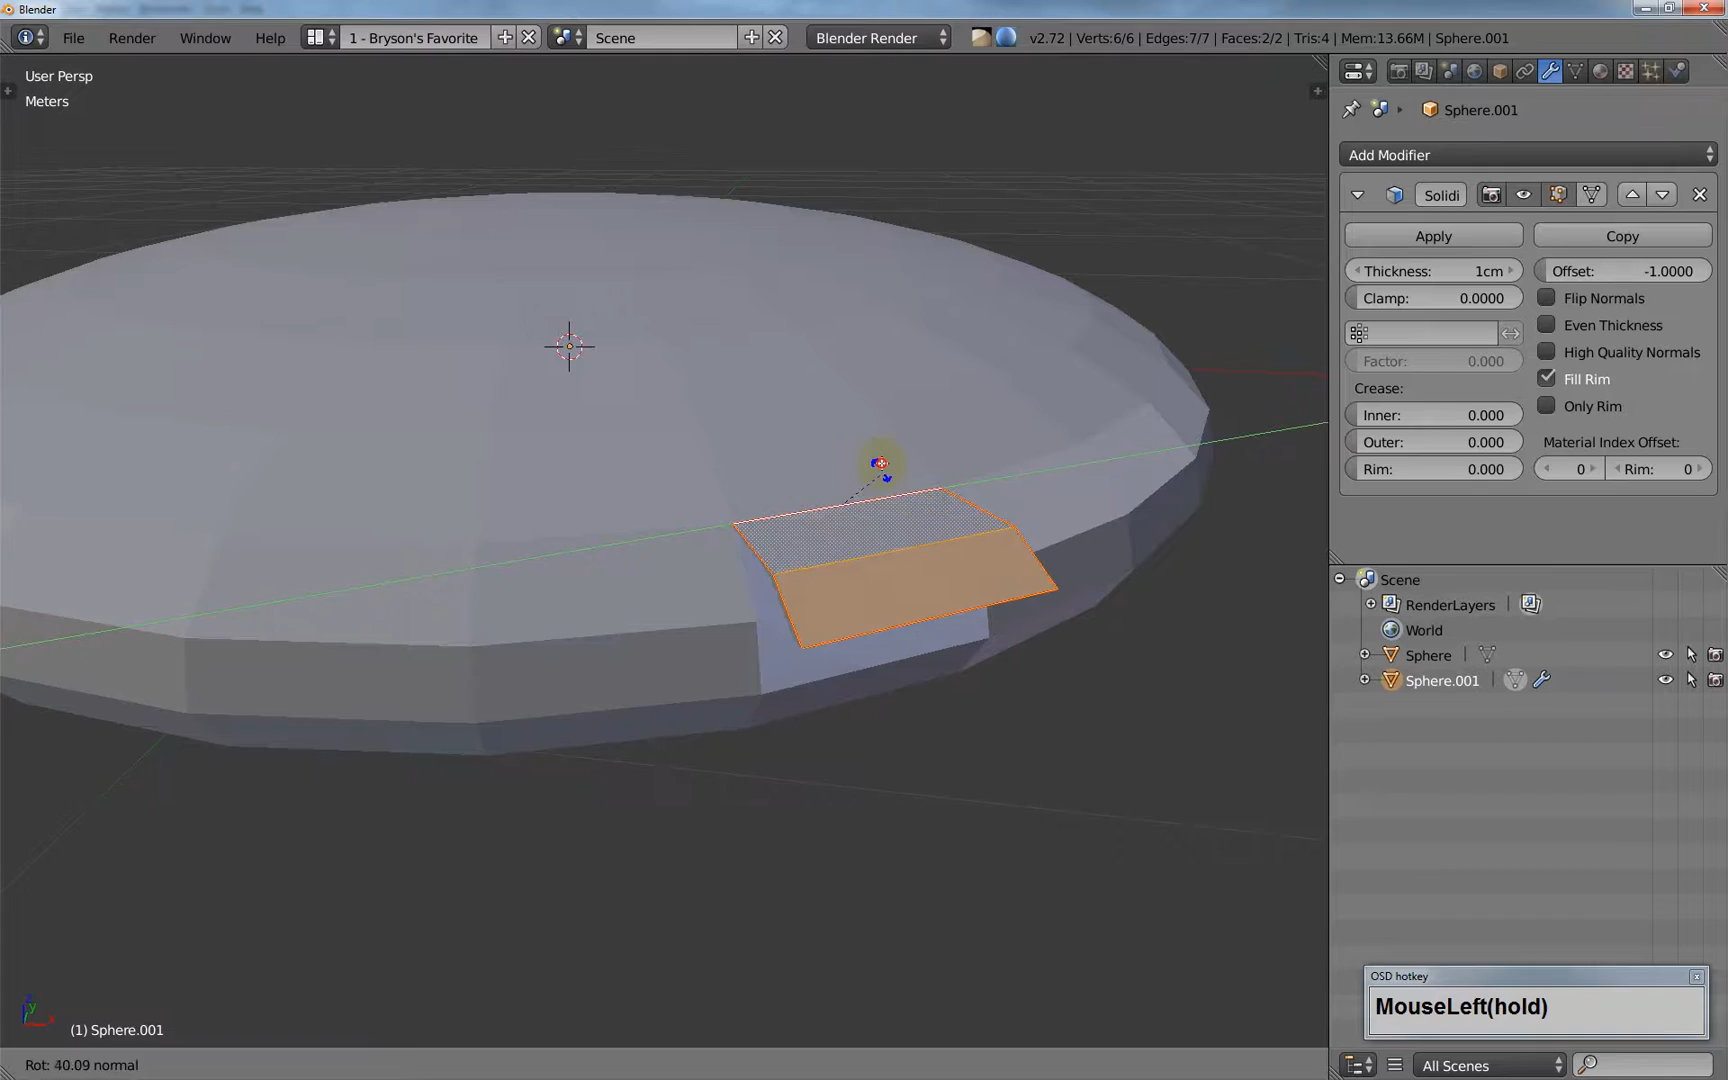 Blender
File Render Window Help 1 - Bryson's Favorite Scene Blender Render v2.72 | Verts:6/6 | Edges:7/7 | Faces:2/2 | Tris:4 | Mem:13.66M | Sphere.001
User Persp
Meters
Sphere.001
Add Modifier
Solidi
Apply Copy
Thickness: 1cm Offset: -1.0000
Clamp: 0.0000 Flip Normals
Even Thickness
High Quality Normals
Factor: 0.000
Fill Rim
Crease:
Only Rim
Inner: 0.000
Outer: 0.000 Material Index Offset:
Rim: 0.000 0 Rim: 0
Scene
RenderLayers
World
Sphere
Sphere.001
OSD hotkey
MouseLeft(hold)
z
y
x
(1) Sphere.001
Rot: 40.09 normal
All Scenes